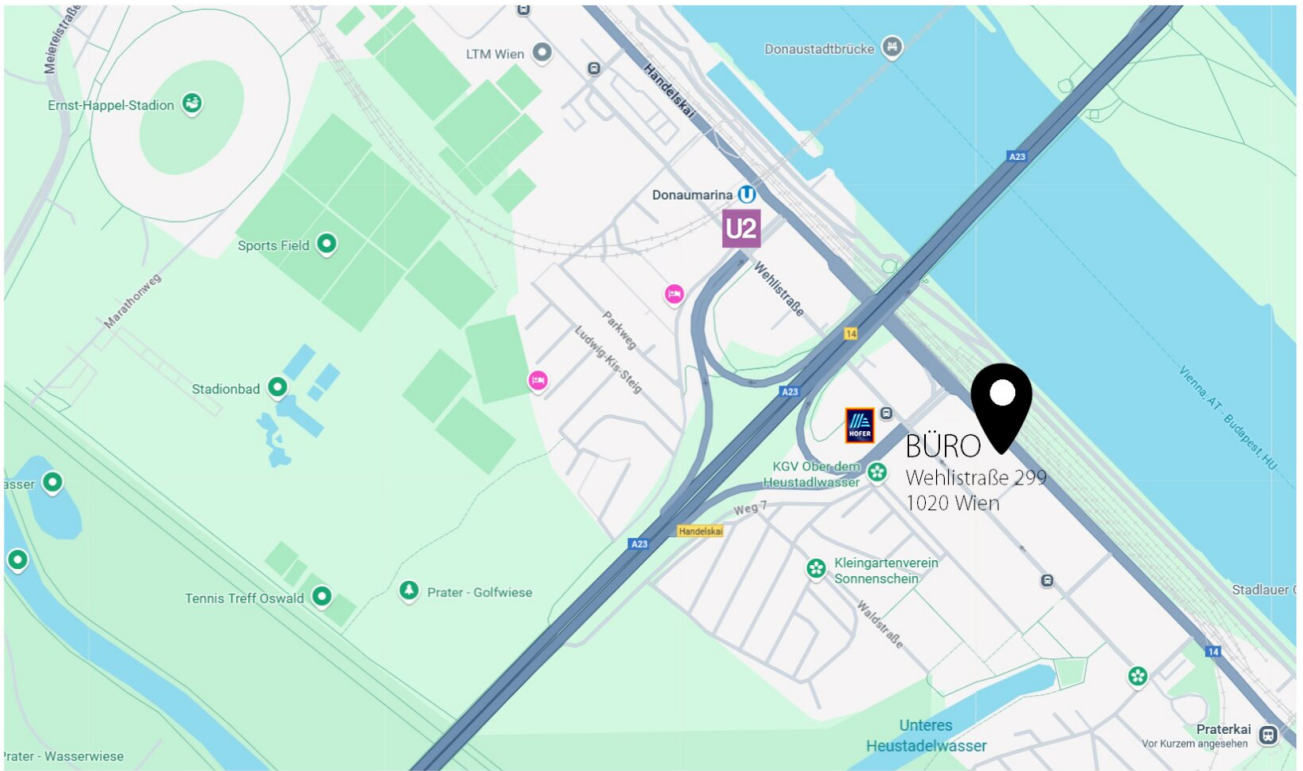 Meiereistraße
LTM Wien
Donaustadtbrücke
Ernst-Happel-Stadion
Handelskai
A23
Donaumarina
U
U2
Sports Field
Wehlistraße
Marathonweg
Parkweg
Ludwig-Kis-Steig
14
Stadionbad
A23
Vienna AT - Budapest HU
HOFER
BÜRO
Wehlistraße 299
1020 Wien
KGV Ober dem
Heustadlwasser
asser
Weg 7
Handelskai
A23
Kleingartenverein
Sonnenschein
Tennis Treff Oswald
Prater - Golfwiese
Stadlauer
Waldstraße
14
Unteres
Heustadelwasser
Praterkai
Vor Kurzem angesehen
Prater - Wasserwiese